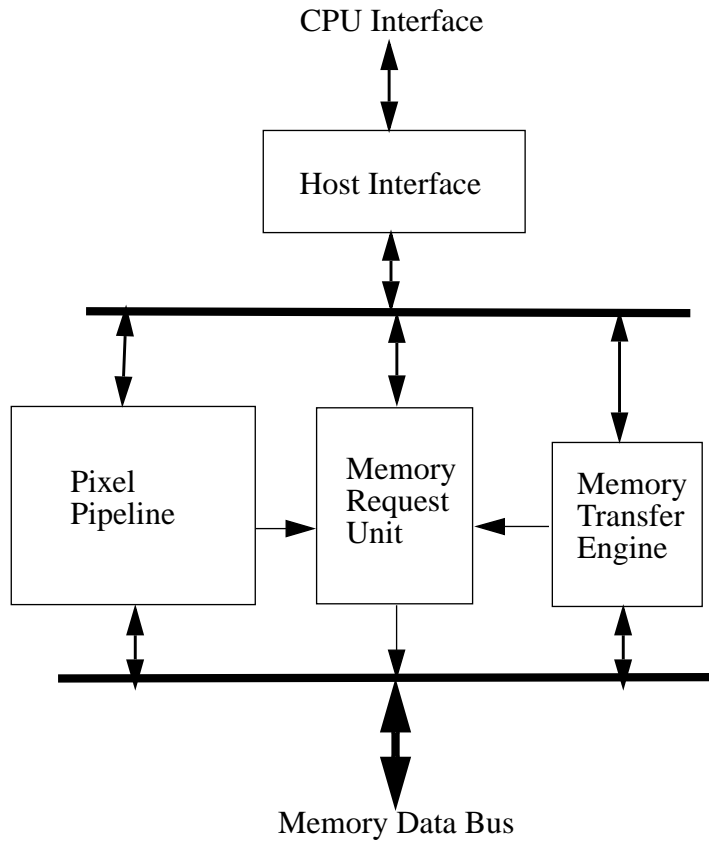 CPU Interface
Host Interface
Pixel
Pipeline
Memory
Request
Unit
Memory
Transfer
Engine
Memory Data Bus